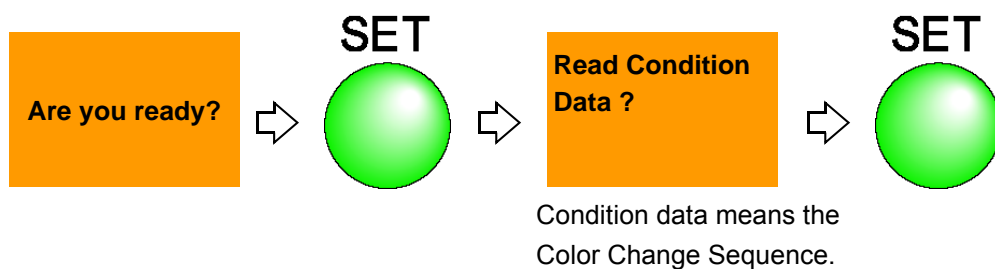 Are you ready?
SET
Read Condition
Data ?
SET
Condition data means the
Color Change Sequence.